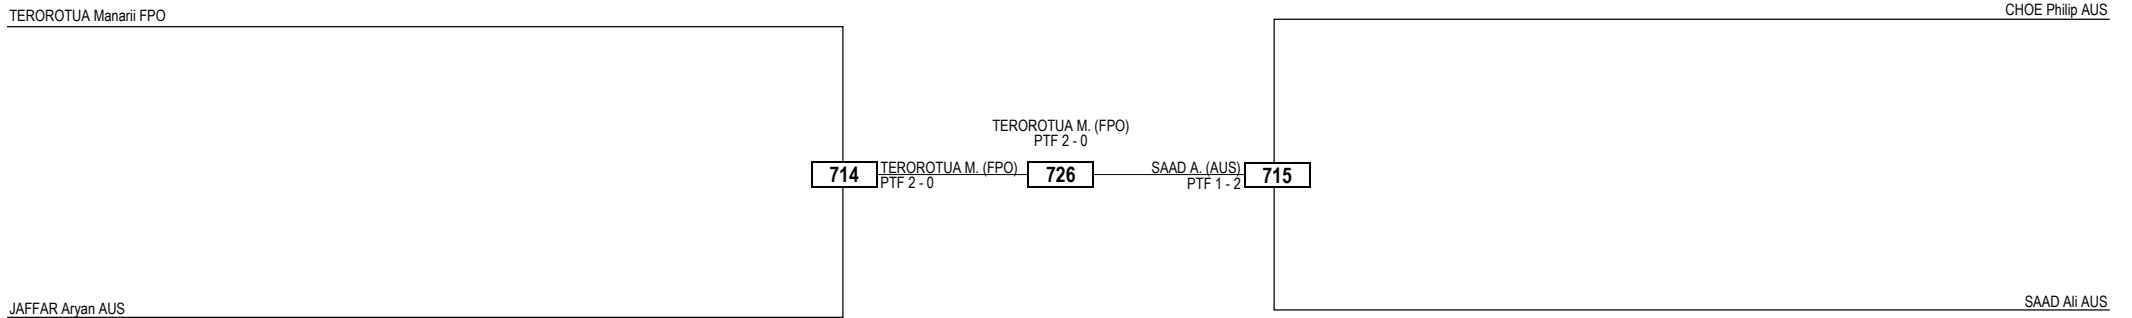 TEROROTUA Manarii FPO
CHOE Philip AUS
TEROROTUA M. (FPO)
PTF 2 - 0
714
TEROROTUA M. (FPO)
PTF 2 - 0
726
SAAD A. (AUS)
PTF 1 - 2
715
JAFFAR Aryan AUS
SAAD Ali AUS